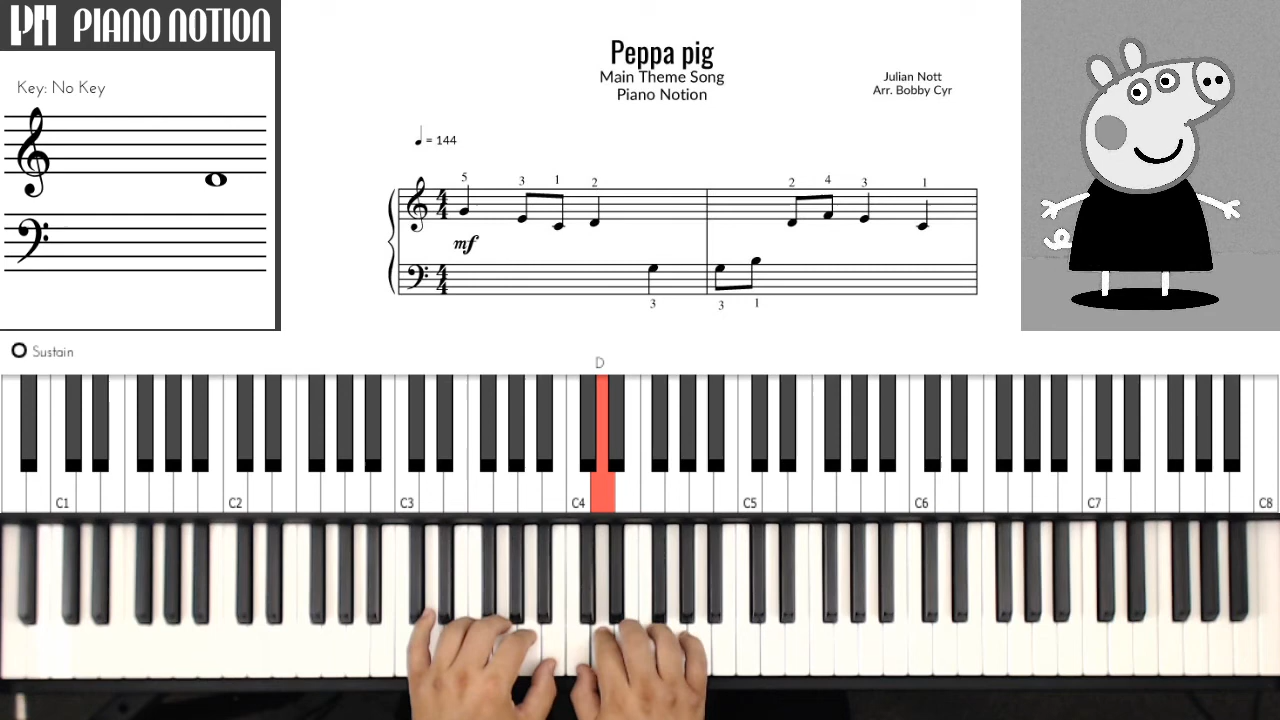 PN PIANO NOTION
Key: No Key
Peppa pig
Main Theme Song
Piano Notion
Julian Nott
Arr. Bobby Cyr
= 144
5 3 1 2 2 4 3 1
mf
3 3 1
Sustain
D
C1 C2 C3 C4 C5 C6 C7 C8